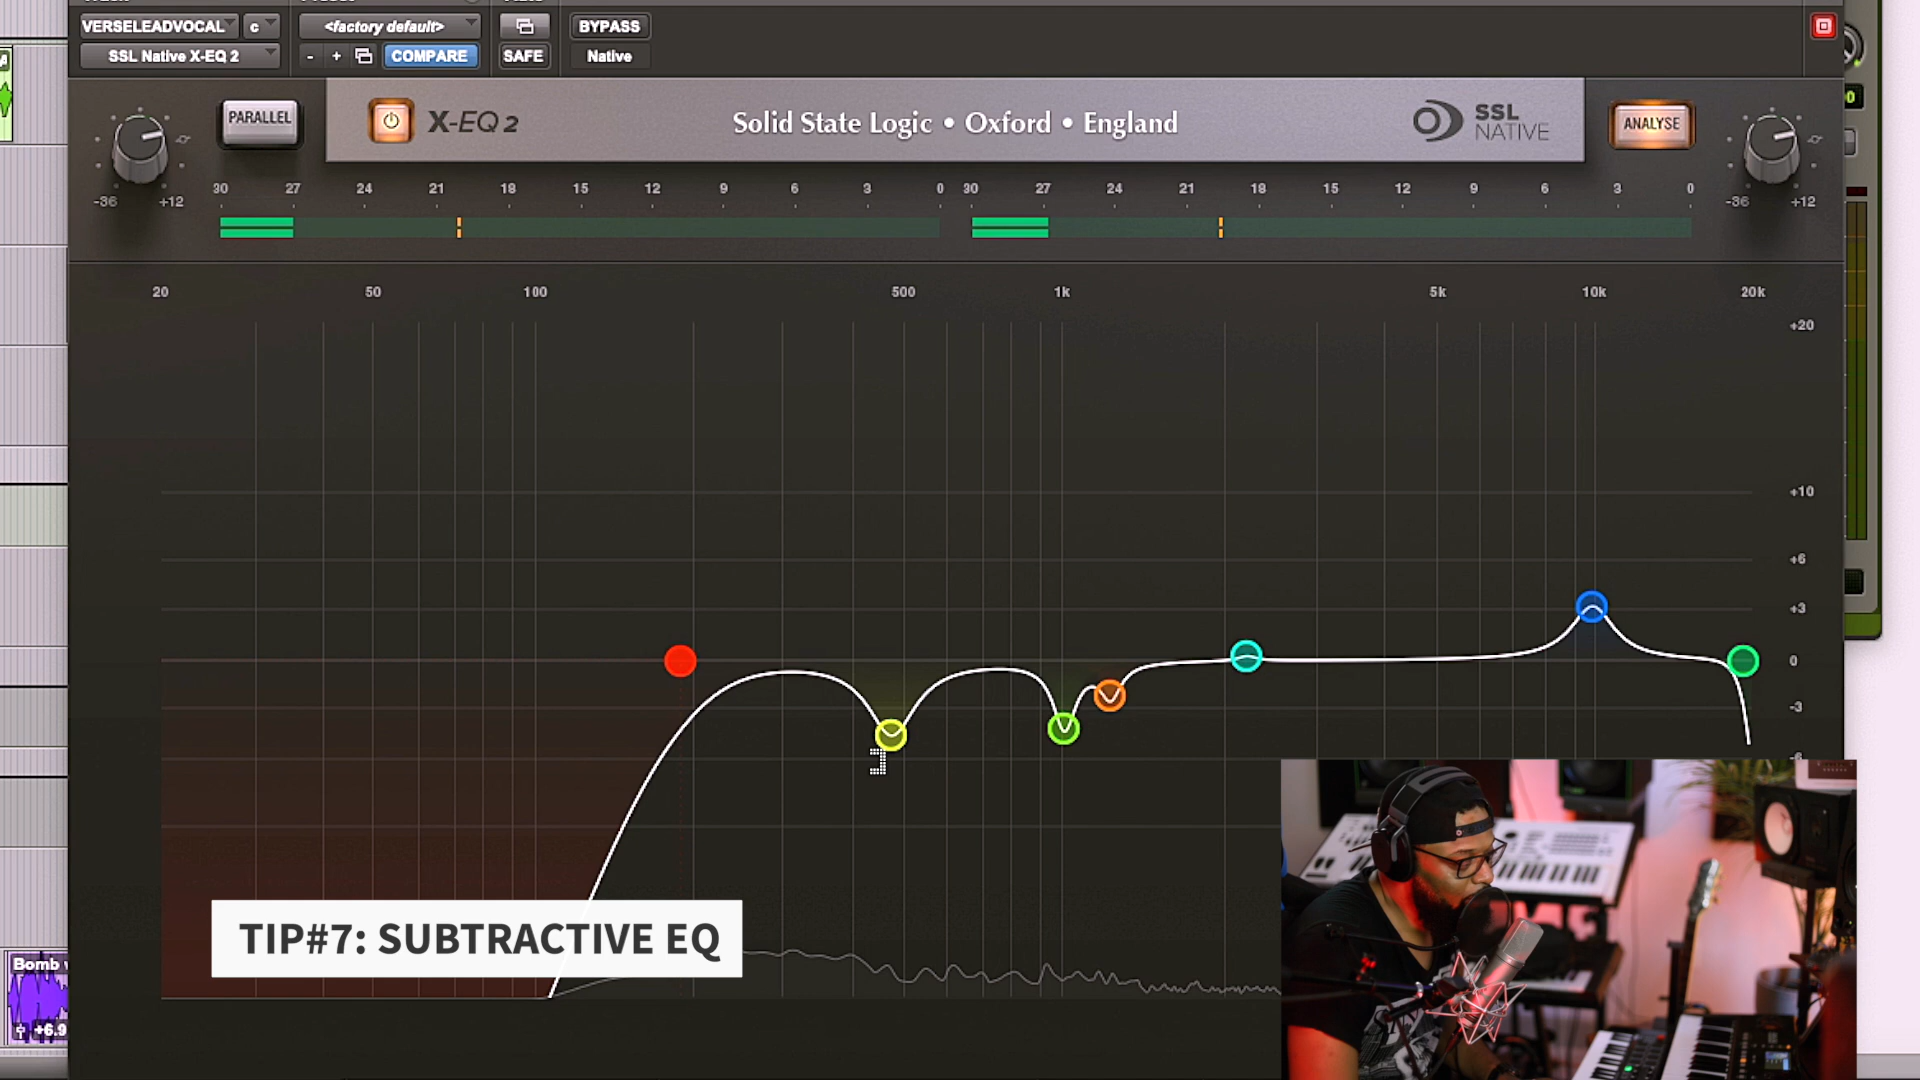 VERSELEADVOCAL c <factory default> BYPASS
SSL Native X-EQ 2 - + COMPARE SAFE Native
PARALLEL X-EQ 2 Solid State Logic • Oxford • England SSL NATIVE ANALYSE
-36 +12 30 27 24 21 18 15 12 9 6 3 0 30 27 24 21 18 15 12 9 6 3 0 -36 +12
20 50 100 500 1k 5k 10k 20k
+20
+10
+6
+3
0
-3
-6
TIP#7: SUBTRACTIVE EQ
Bomb
+6.9